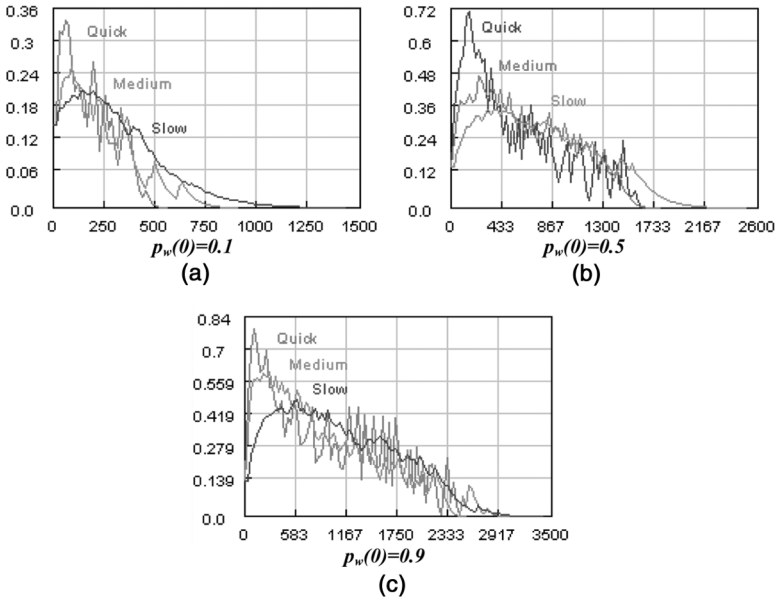 0.36
0.3
0.24
0.18
0.12
0.06
0.0
Quick
Medium
Slow
0 250 500 750 1000 1250 1500
p_w(0)=0.1
(a)
0.72
0.6
0.48
0.36
0.24
0.12
0.0
Quick
Medium
Slow
0 433 867 1300 1733 2167 2600
p_w(0)=0.5
(b)
0.84
0.7
0.559
0.419
0.279
0.139
0.0
Quick
Medium
Slow
0 583 1167 1750 2333 2917 3500
p_w(0)=0.9
(c)